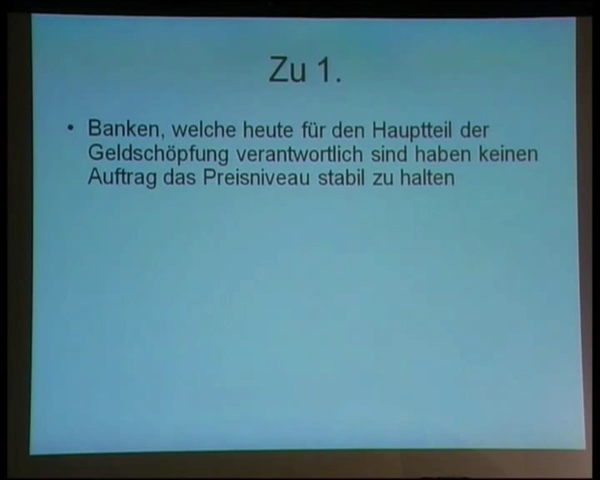 Zu 1.
• Banken, welche heute für den Hauptteil der
Geldschöpfung verantwortlich sind haben keinen
Auftrag das Preisniveau stabil zu halten